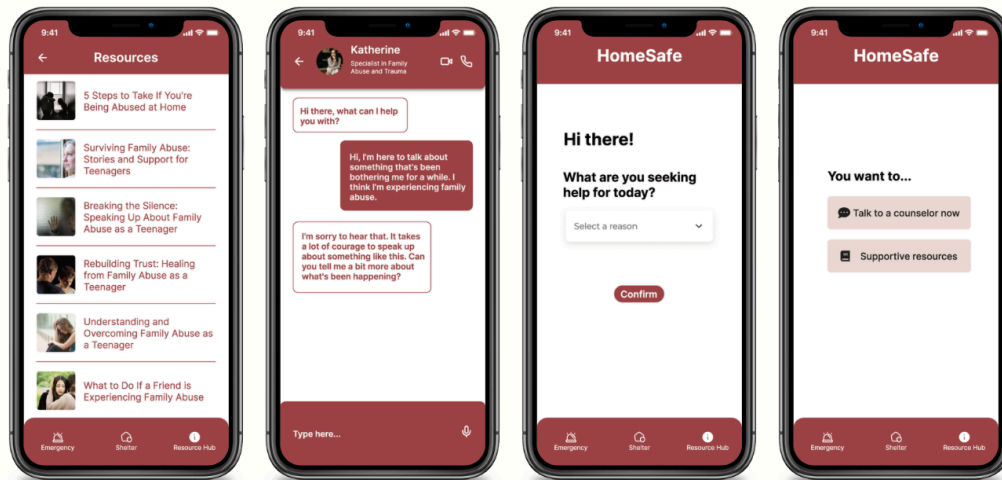 9:41
Resources
5 Steps to Take If You're
Being Abused at Home
Surviving Family Abuse:
Stories and Support for
Teenagers
Breaking the Silence:
Speaking Up About Family
Abuse as a Teenager
Rebuilding Trust: Healing
from Family Abuse as a
Teenager
Understanding and
Overcoming Family Abuse as
a Teenager
What to Do If a Friend is
Experiencing Family Abuse
Emergency
Shelter
Resource Hub
9:41
Katherine
Specialist in Family
Abuse and Trauma
Hi there, what can I help
you with?
Hi, I'm here to talk about
something that's been
bothering me for a while. I
think I'm experiencing family
abuse.
I'm sorry to hear that. It takes
a lot of courage to speak up
about something like this. Can
you tell me a bit more about
what's been happening?
Type here...
9:41
HomeSafe
Hi there!
What are you seeking
help for today?
Select a reason
Confirm
Emergency
Shelter
Resource Hub
9:41
HomeSafe
You want to...
Talk to a counselor now
Supportive resources
Emergency
Shelter
Resource Hub